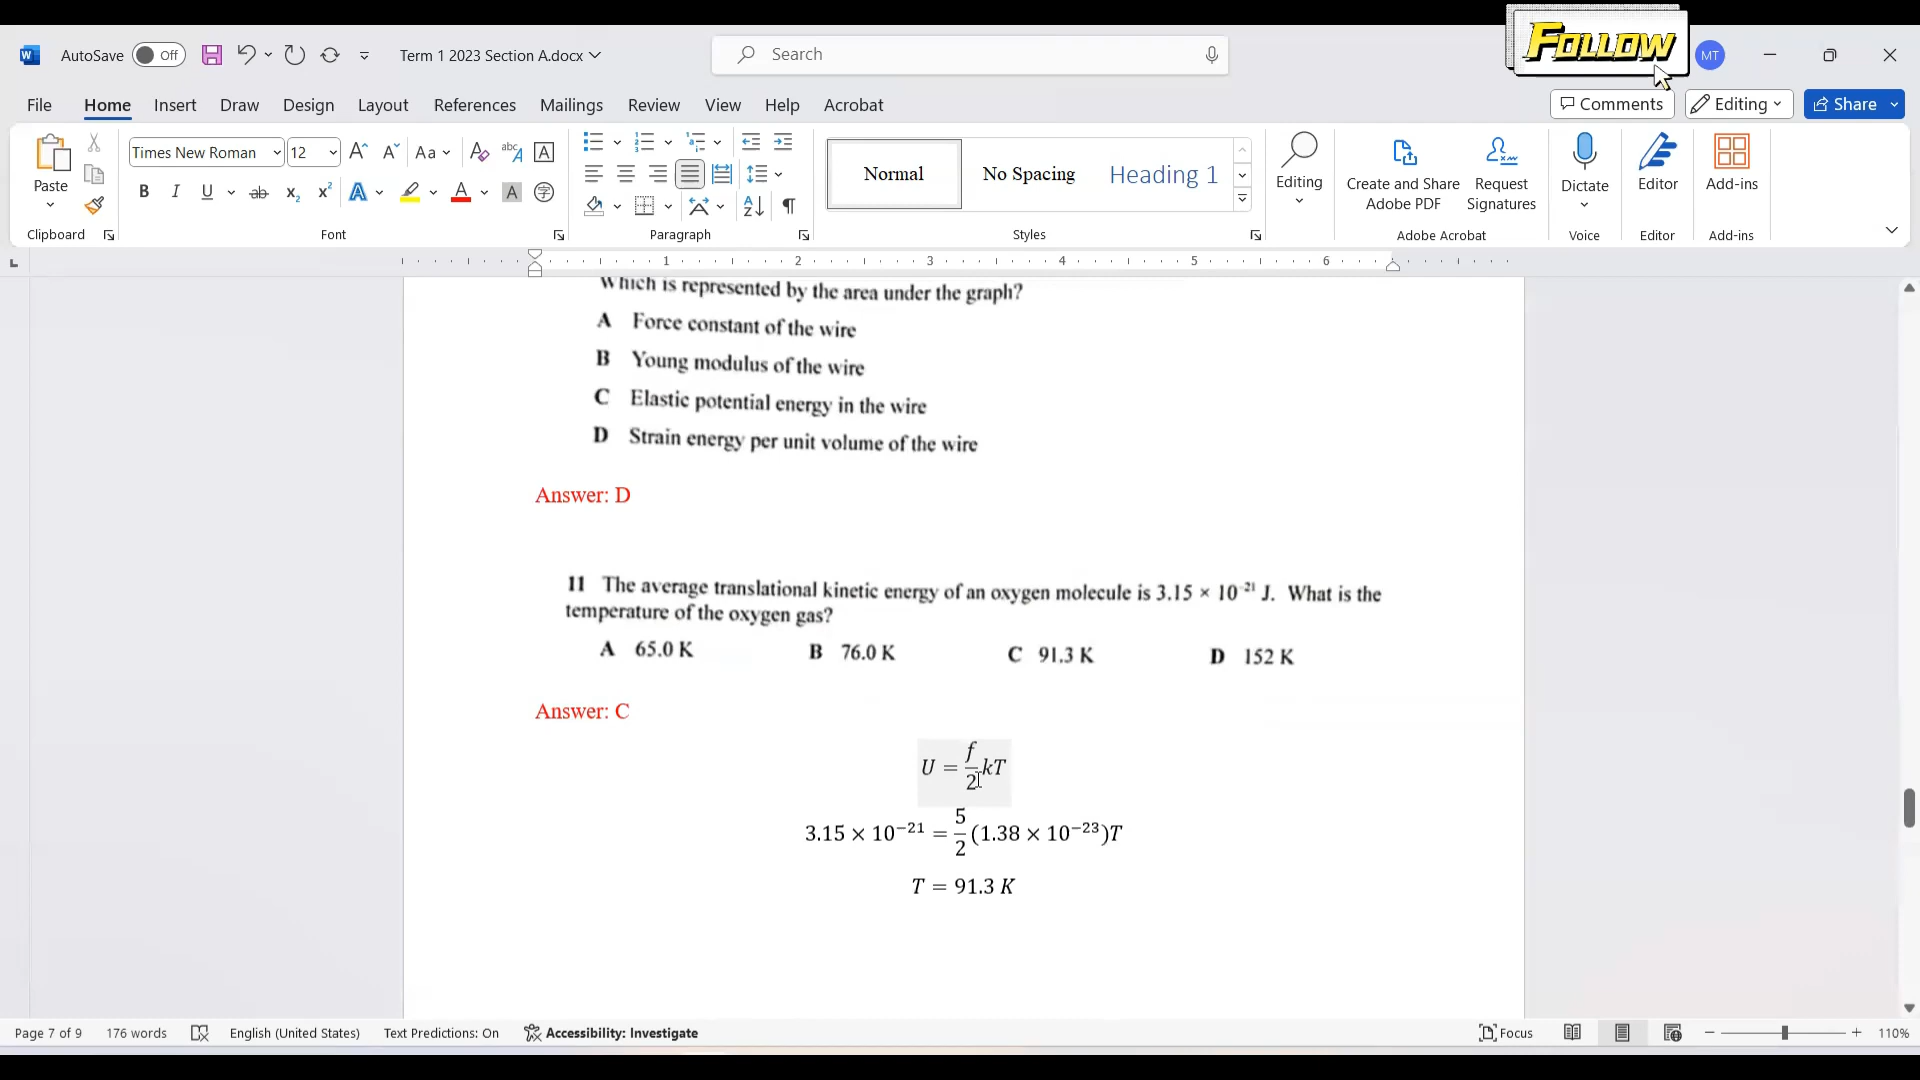 FOLLOW
AutoSave Off
Term 1 2023 Section A.docx
Search
MT
File Home Insert Draw Design Layout References Mailings Review View Help Acrobat
Comments Editing Share
Paste
Times New Roman 12
Aa
Normal No Spacing Heading 1
Editing
Create and Share Adobe PDF
Request Signatures
Dictate
Editor
Add-ins
Clipboard Font Paragraph Styles Adobe Acrobat Voice Editor Add-ins
1 2 3 4 5 6
Which is represented by the area under the graph?
A Force constant of the wire
B Young modulus of the wire
C Elastic potential energy in the wire
D Strain energy per unit volume of the wire
Answer: D
11 The average translational kinetic energy of an oxygen molecule is 3.15 × 10⁻²¹ J. What is the
temperature of the oxygen gas?
A 65.0 K B 76.0 K C 91.3 K D 152 K
Answer: C
U = f/2 kT
3.15 × 10⁻²¹ = 5/2 (1.38 × 10⁻²³)T
T = 91.3 K
Page 7 of 9 176 words English (United States) Text Predictions: On Accessibility: Investigate Focus 110%